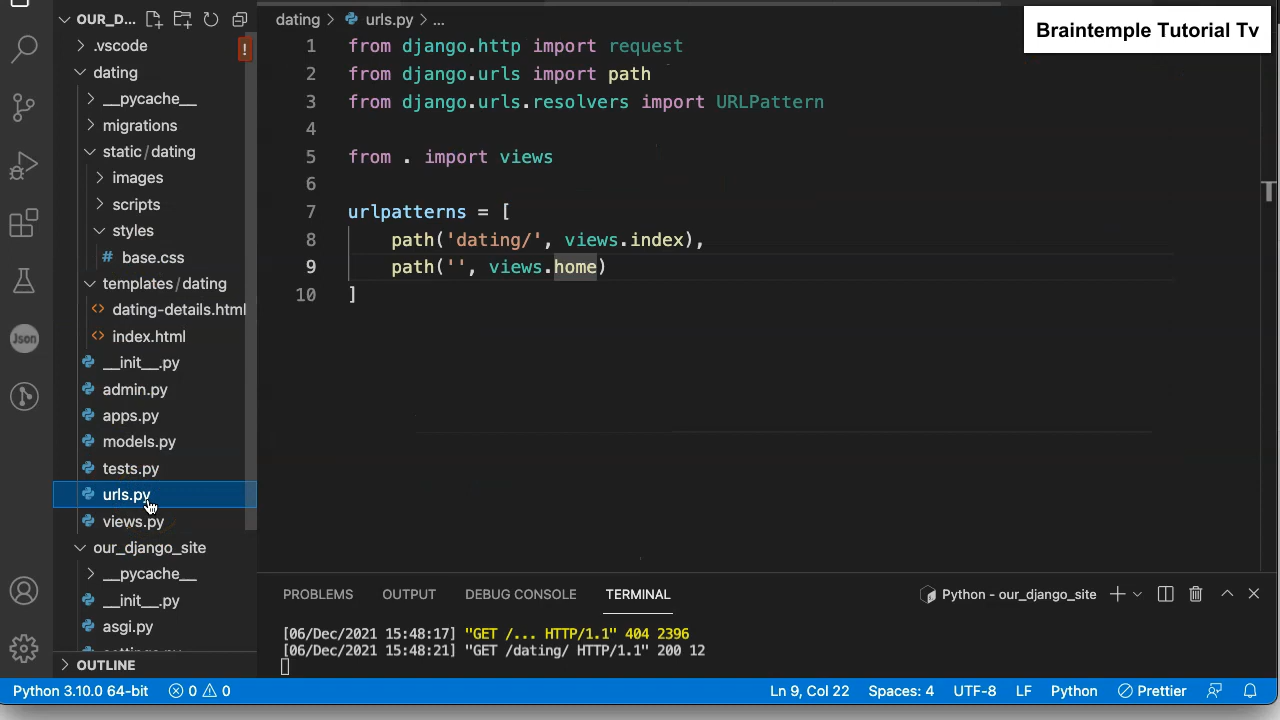 OUR_D...
.vscode
!
dating
__pycache__
migrations
static/dating
images
scripts
styles
# base.css
templates/dating
<> dating-details.html
<> index.html
__init__.py
admin.py
apps.py
models.py
tests.py
urls.py
views.py
our_django_site
__pycache__
__init__.py
asgi.py
OUTLINE
Json
dating > urls.py > ...
Braintemple Tutorial Tv
1 from django.http import request
2 from django.urls import path
3 from django.urls.resolvers import URLPattern
4
5 from . import views
6
7 urlpatterns = [
8     path('dating/', views.index),
9     path('', views.home)
10 ]
PROBLEMS OUTPUT DEBUG CONSOLE TERMINAL Python - our_django_site
[06/Dec/2021 15:48:17] "GET /... HTTP/1.1" 404 2396
[06/Dec/2021 15:48:21] "GET /dating/ HTTP/1.1" 200 12
Python 3.10.0 64-bit 0 0 Ln 9, Col 22 Spaces: 4 UTF-8 LF Python Prettier